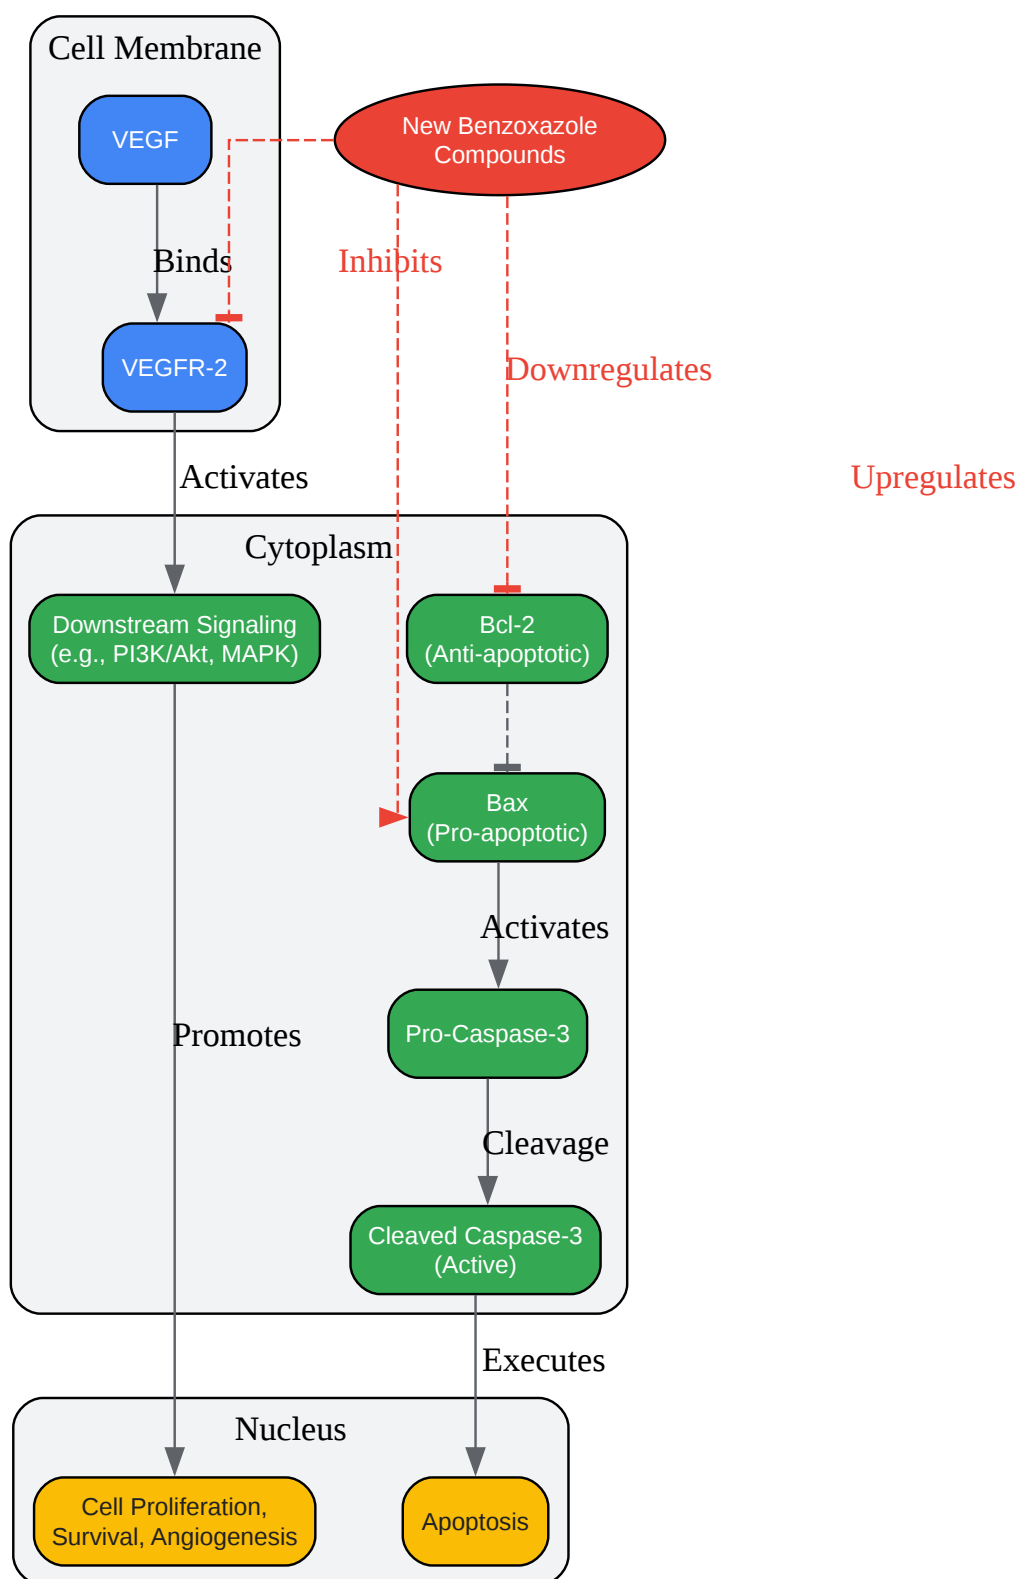 Cell Membrane
VEGF
New Benzoxazole
Compounds
Binds
Inhibits
VEGFR-2
Downregulates
Activates
Upregulates
Cytoplasm
Downstream Signaling
(e.g., PI3K/Akt, MAPK)
Bcl-2
(Anti-apoptotic)
Bax
(Pro-apoptotic)
Activates
Promotes
Pro-Caspase-3
Cleavage
Cleaved Caspase-3
(Active)
Executes
Nucleus
Cell Proliferation,
Survival, Angiogenesis
Apoptosis